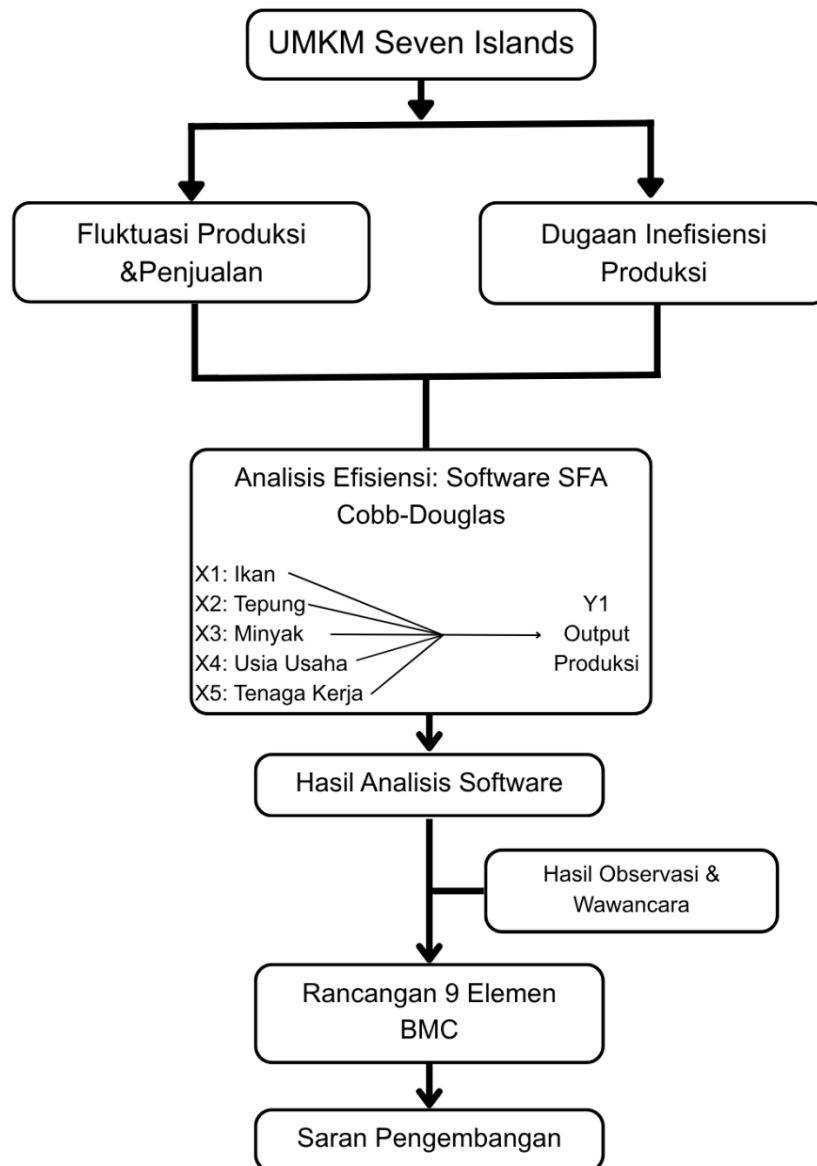 UMKM Seven Islands
Fluktuasi Produksi
&Penjualan
Dugaan Inefisiensi
Produksi
Analisis Efisiensi: Software SFA
Cobb-Douglas
X1: Ikan
X2: Tepung
X3: Minyak
X4: Usia Usaha
X5: Tenaga Kerja
Y1
Output
Produksi
Hasil Analisis Software
Hasil Observasi &
Wawancara
Rancangan 9 Elemen
BMC
Saran Pengembangan